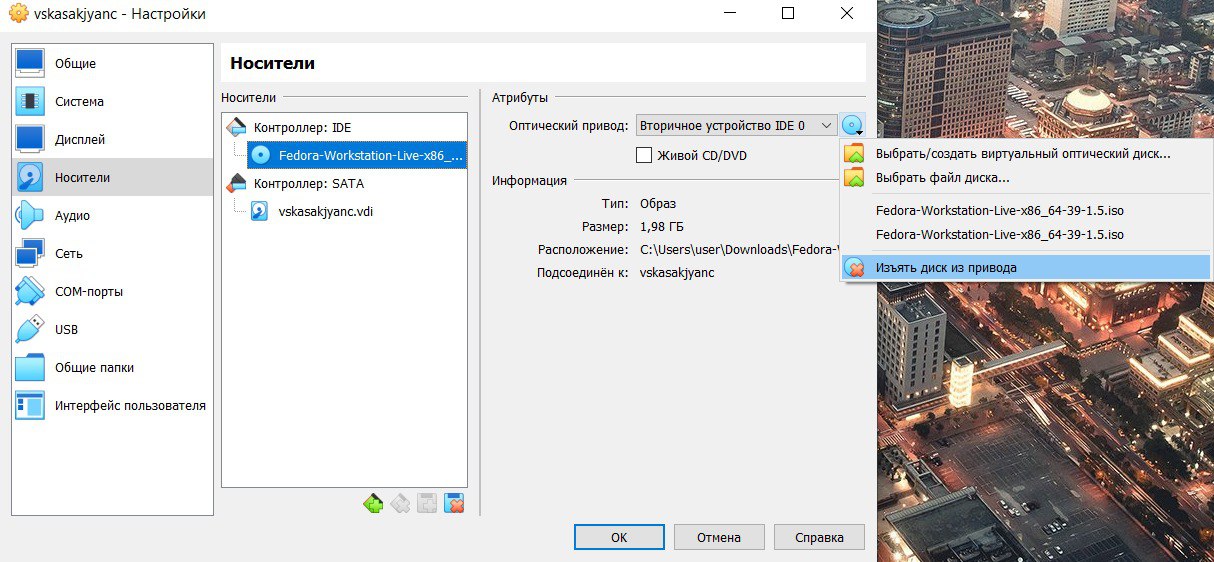 vskasakjyanc - Настройки
Общие
Система
Дисплей
Носители
Аудио
Сеть
COM-порты
USB
Общие папки
Интерфейс пользователя
Носители
Носители
Контроллер: IDE
Fedora-Workstation-Live-x86_...
Контроллер: SATA
vskasakjyanc.vdi
Атрибуты
Оптический привод: Вторичное устройство IDE 0
Живой CD/DVD
Информация
Тип: Образ
Размер: 1,98 ГБ
Расположение: C:\Users\user\Downloads\Fedora-
Подсоединён к: vskasakjyanc
Выбрать/создать виртуальный оптический диск...
Выбрать файл диска...
Fedora-Workstation-Live-x86_64-39-1.5.iso
Fedora-Workstation-Live-x86_64-39-1.5.iso
Изъять диск из привода
OK
Отмена
Справка